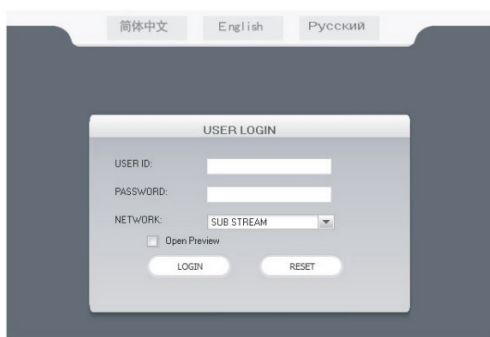 简体中文 English Русский
USER LOGIN
USER ID:
PASSWORD:
NETWORK: SUB STREAM
Open Preview
LOGIN RESET